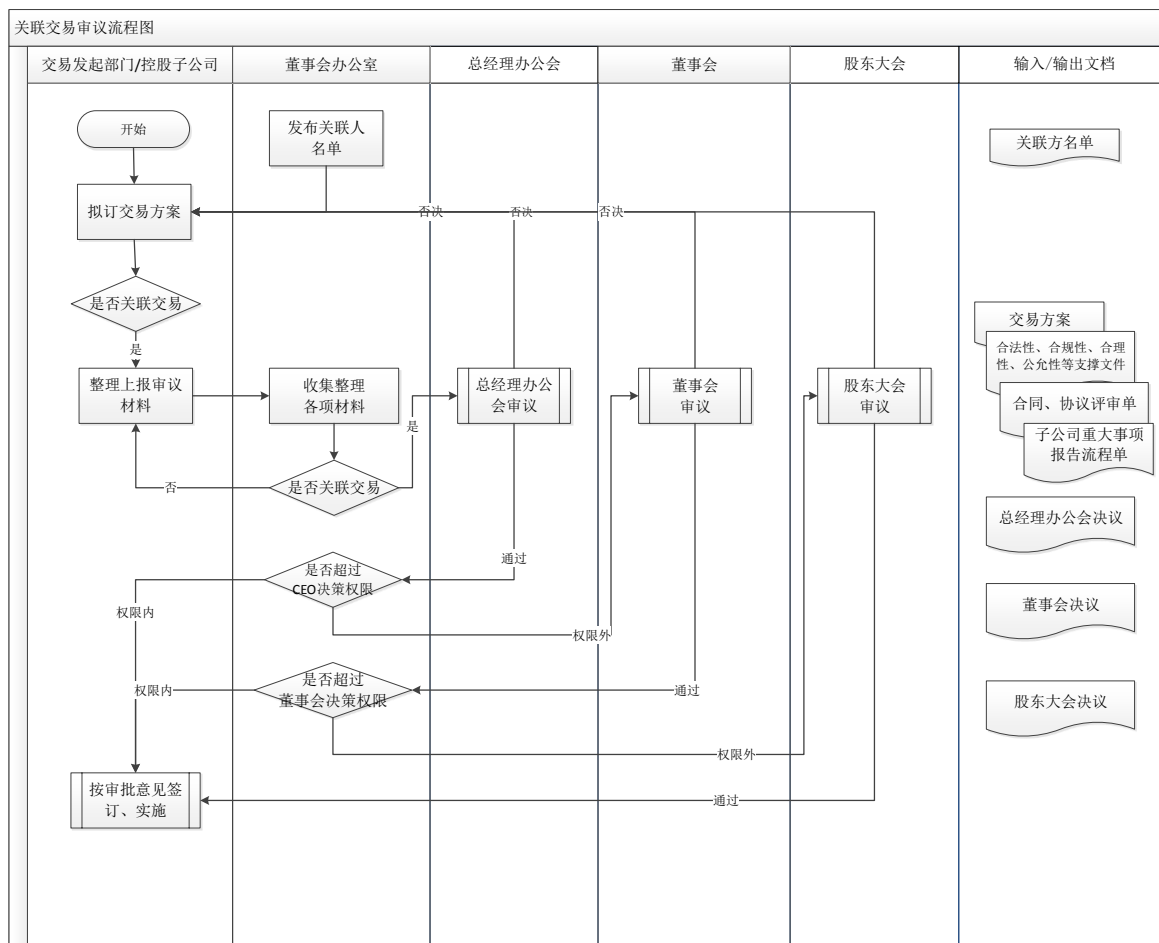 关联交易审议流程图
交易发起部门/控股子公司
董事会办公室
总经理办公会
董事会
股东大会
输入/输出文档
开始
发布关联人
名单
关联方名单
拟订交易方案
否决
否决
否决
是否关联交易
是
交易方案
合法性、合规性、合理
性、公允性等支撑文件
合同、协议评审单
子公司重大事项
报告流程单
整理上报审议
材料
收集整理
各项材料
是
总经理办公
会审议
董事会
审议
股东大会
审议
否
是否关联交易
总经理办公会决议
通过
是否超过
CEO决策权限
权限内
权限外
董事会决议
是否超过
董事会决策权限
权限内
通过
股东大会决议
权限外
按审批意见签
订、实施
通过